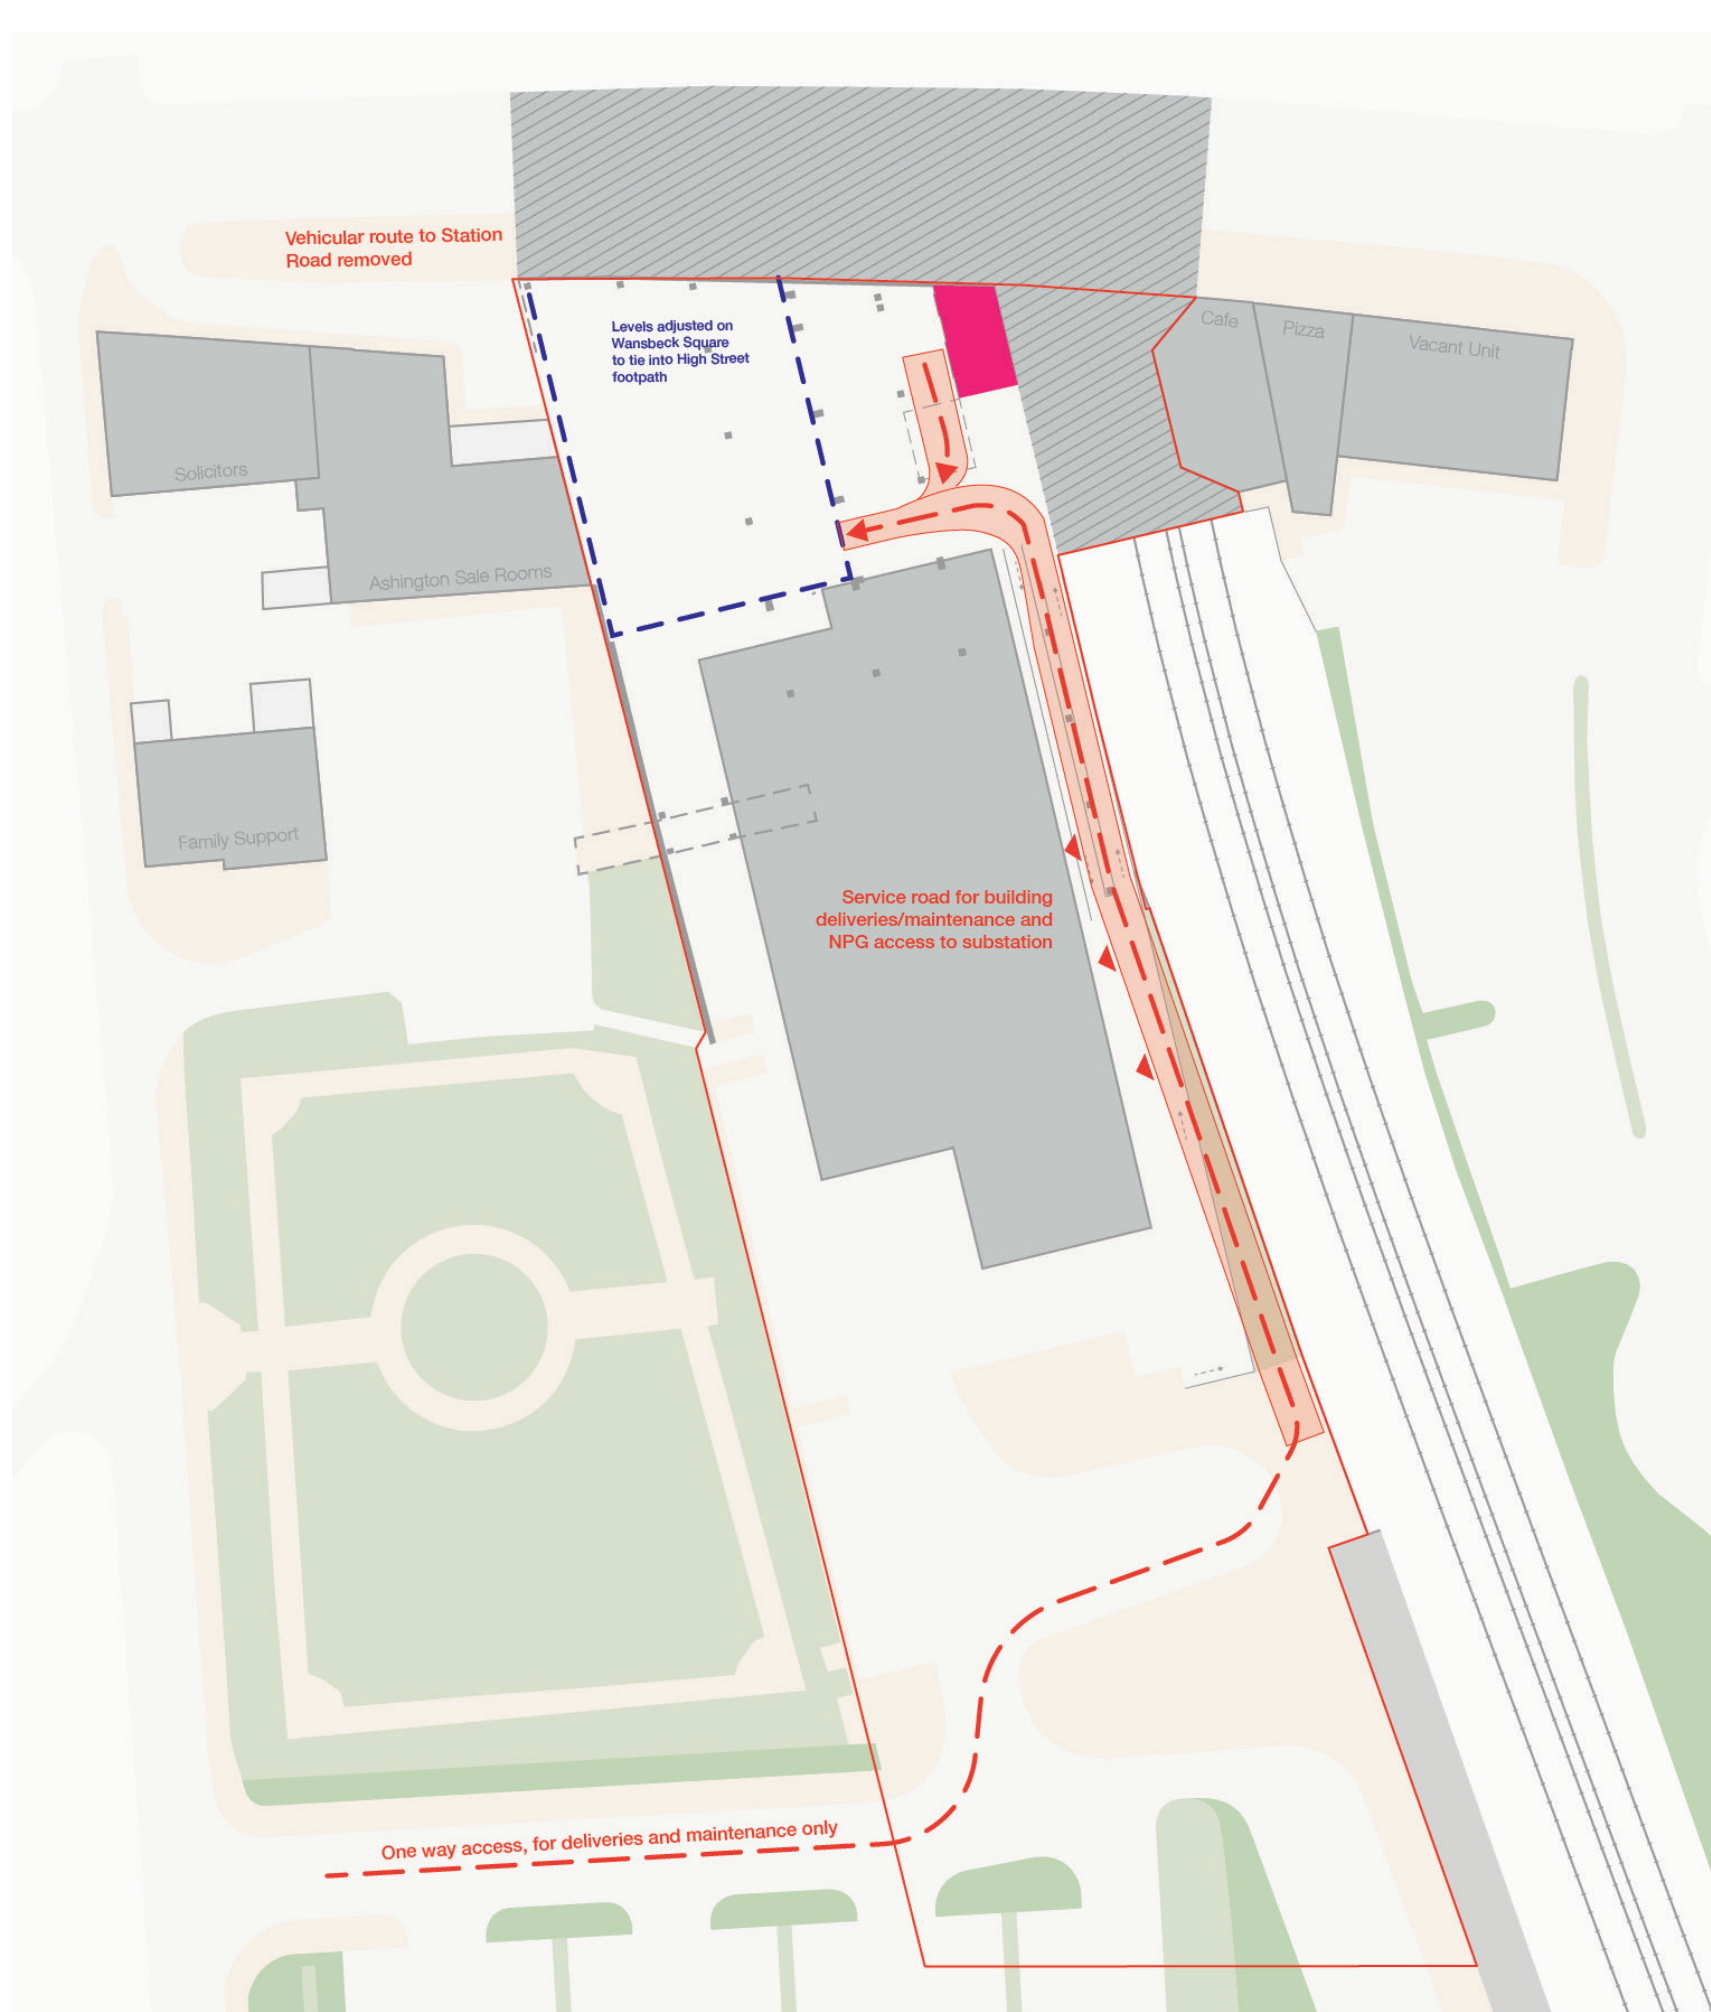 Vehicular route to Station
Road removed
Levels adjusted on
Wansbeck Square
to tie into High Street
footpath
Cafe
Pizza
Vacant Unit
Solicitors
Ashington Sale Rooms
Family Support
Service road for building
deliveries/maintenance and
NPG access to substation
One way access, for deliveries and maintenance only